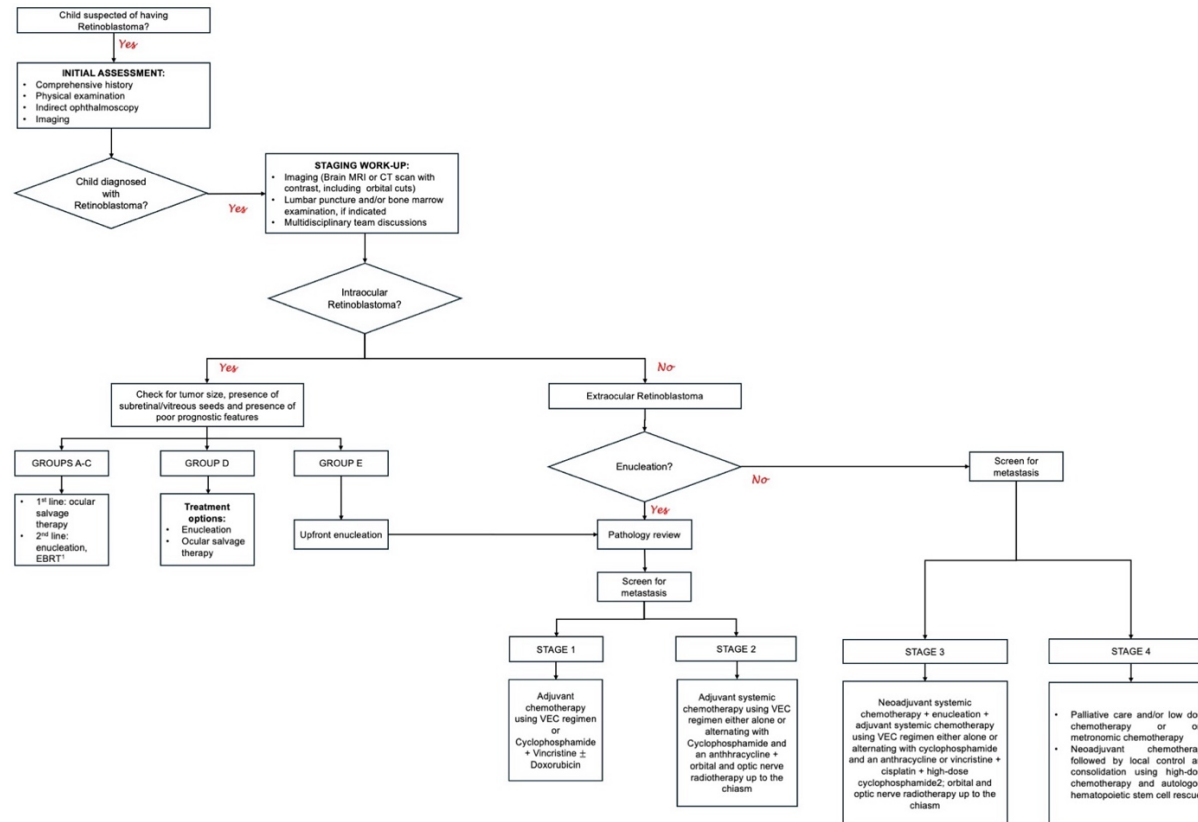 Child suspected of having
Retinoblastoma?
Yes
INITIAL ASSESSMENT:
• Comprehensive history
• Physical examination
• Indirect ophthalmoscopy
• Imaging
Child diagnosed
with
Retinoblastoma?
Yes
STAGING WORK-UP:
• Imaging (Brain MRI or CT scan with
contrast, including orbital cuts)
• Lumbar puncture and/or bone marrow
examination, if indicated
• Multidisciplinary team discussions
Intraocular
Retinoblastoma?
Yes
No
Check for tumor size, presence of
subretinal/vitreous seeds and presence of
poor prognostic features
Extraocular Retinoblastoma
GROUPS A-C
GROUP D
GROUP E
Enucleation?
No
Screen for
metastasis
• 1st line: ocular
salvage
therapy
• 2nd line:
enucleation,
EBRT1
Treatment
options:
• Enucleation
• Ocular salvage
therapy
Yes
Upfront enucleation
Pathology review
Screen for
metastasis
STAGE 1
STAGE 2
STAGE 3
STAGE 4
Adjuvant
chemotherapy
using VEC regimen
or
Cyclophosphamide
+ Vincristine ±
Doxorubicin
Adjuvant systemic
chemotherapy using VEC
regimen either alone or
alternating with
Cyclophosphamide and
an anthhracycline +
orbital and optic nerve
radiotherapy up to the
chiasm
Neoadjuvant systemic
chemotherapy + enucleation +
adjuvant systemic chemotherapy
using VEC regimen either alone or
alternating with cyclophosphamide
and an anthracycline or vincristine +
cisplatin + high-dose
cyclophosphamide2; orbital and
optic nerve radiotherapy up to the
chiasm
• Palliative care and/or low
chemotherapy or
metronomic chemotherapy
• Neoadjuvant
followed by local control
consolidation using
chemotherapy and
hematopoietic stem cell